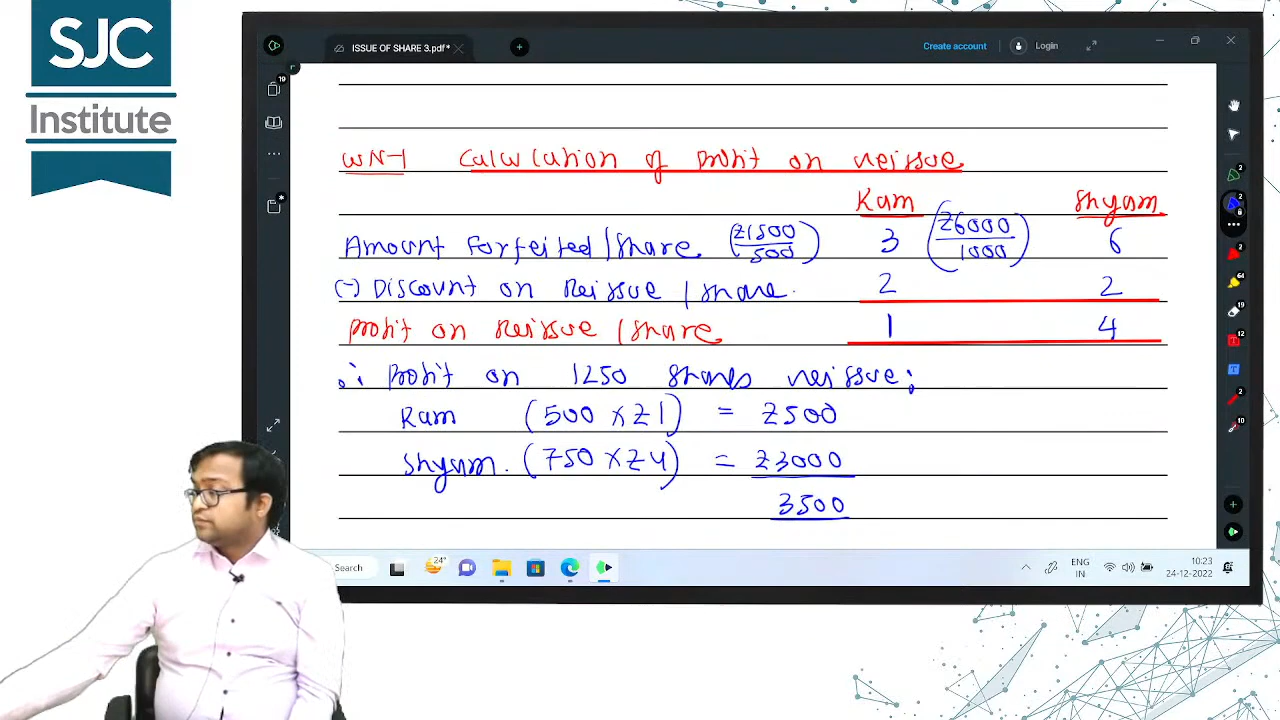 SJC
Institute
ISSUE OF SHARE 3.pdf*
Create account
Login
WN-1 Calculation of Profit on reissue
Ram
Shyam
Amount Forfeited/share (₹1500/500) 3 (₹6000/1000) 6
(-) Discount on Reissue/share. 2 2
Profit on Reissue/share 1 4
∴ Profit on 1250 shares reissue:
Ram (500 × ₹1) = ₹500
Shyam. (750 × ₹4) = ₹3000
3500
Search
24°
ENG
IN
10:23
24-12-2022